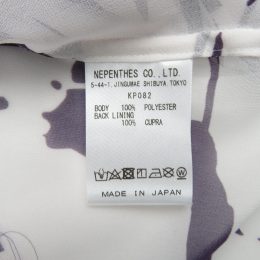 NEPENTHES CO., LTD.
5-44-1, JINGUMAE SHIBUYA, TOKYO
KP082
BODY 100% POLYESTER
BACK LINING
100% CUPRA
MADE IN JAPAN